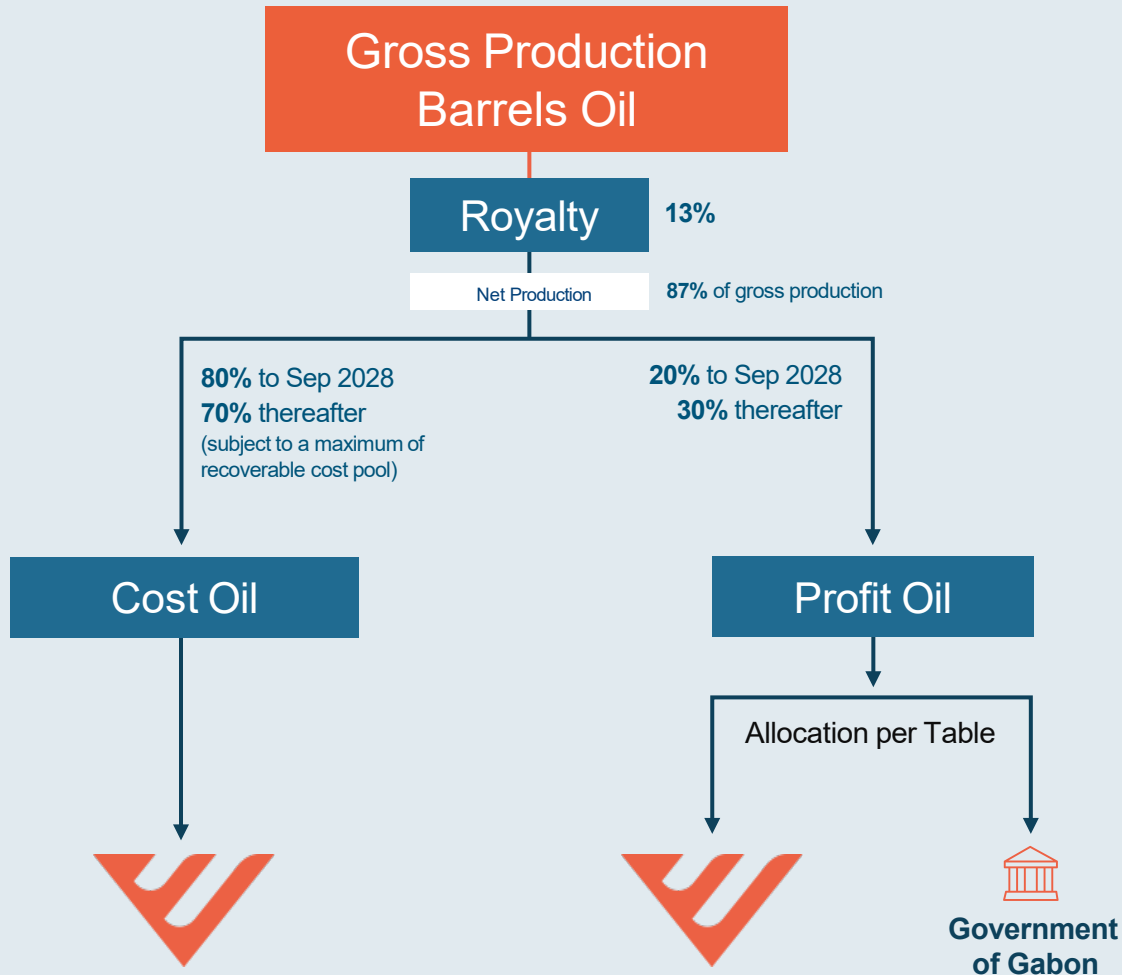 Gross Production
Barrels Oil
Royalty
13%
Net Production
87% of gross production
80% to Sep 2028
70% thereafter
(subject to a maximum of
recoverable cost pool)
20% to Sep 2028
30% thereafter
Cost Oil
Profit Oil
Allocation per Table
Government
of Gabon